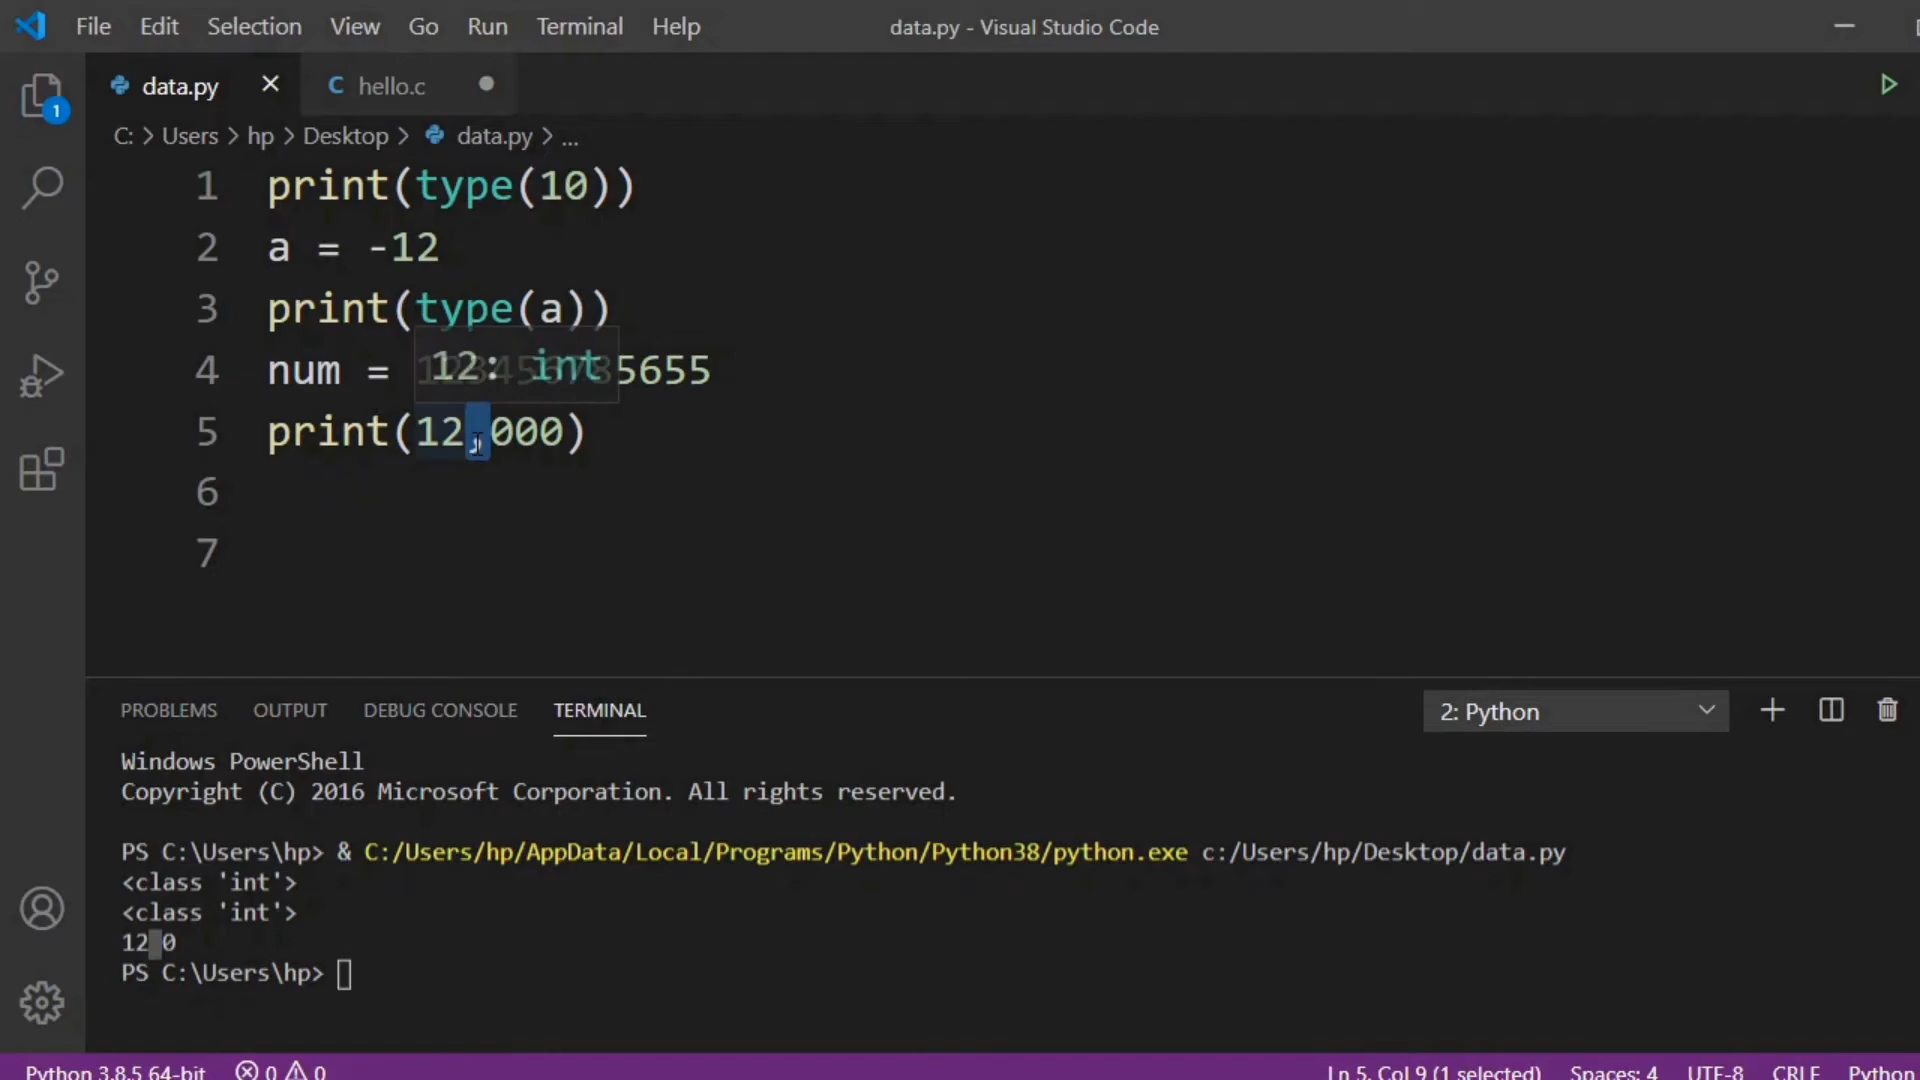 File Edit Selection View Go Run Terminal Help data.py - Visual Studio Code
data.py hello.c
1
C: > Users > hp > Desktop > data.py > ...
1 print(type(10))
2 a = -12
3 print(type(a))
12: int
4 num = 123456785655
5 print(12,000)
6
7
PROBLEMS OUTPUT DEBUG CONSOLE TERMINAL 2: Python
Windows PowerShell
Copyright (C) 2016 Microsoft Corporation. All rights reserved.
PS C:\Users\hp> & C:/Users/hp/AppData/Local/Programs/Python/Python38/python.exe c:/Users/hp/Desktop/data.py
<class 'int'>
<class 'int'>
12 0
PS C:\Users\hp>
Python 3.8.5 64-bit 0 0 Ln 5, Col 9 (1 selected) Spaces: 4 UTF-8 CRLF Python